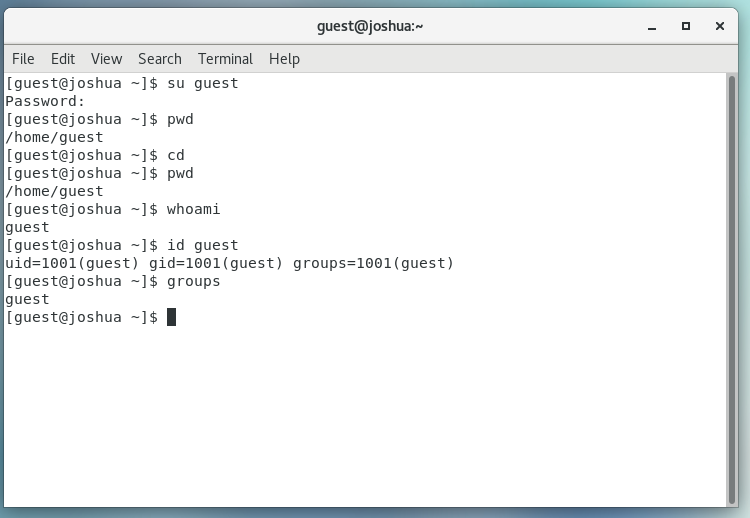 guest@joshua:~
File Edit View Search Terminal Help
[guest@joshua ~]$ su guest
Password:
[guest@joshua ~]$ pwd
/home/guest
[guest@joshua ~]$ cd
[guest@joshua ~]$ pwd
/home/guest
[guest@joshua ~]$ whoami
guest
[guest@joshua ~]$ id guest
uid=1001(guest) gid=1001(guest) groups=1001(guest)
[guest@joshua ~]$ groups
guest
[guest@joshua ~]$